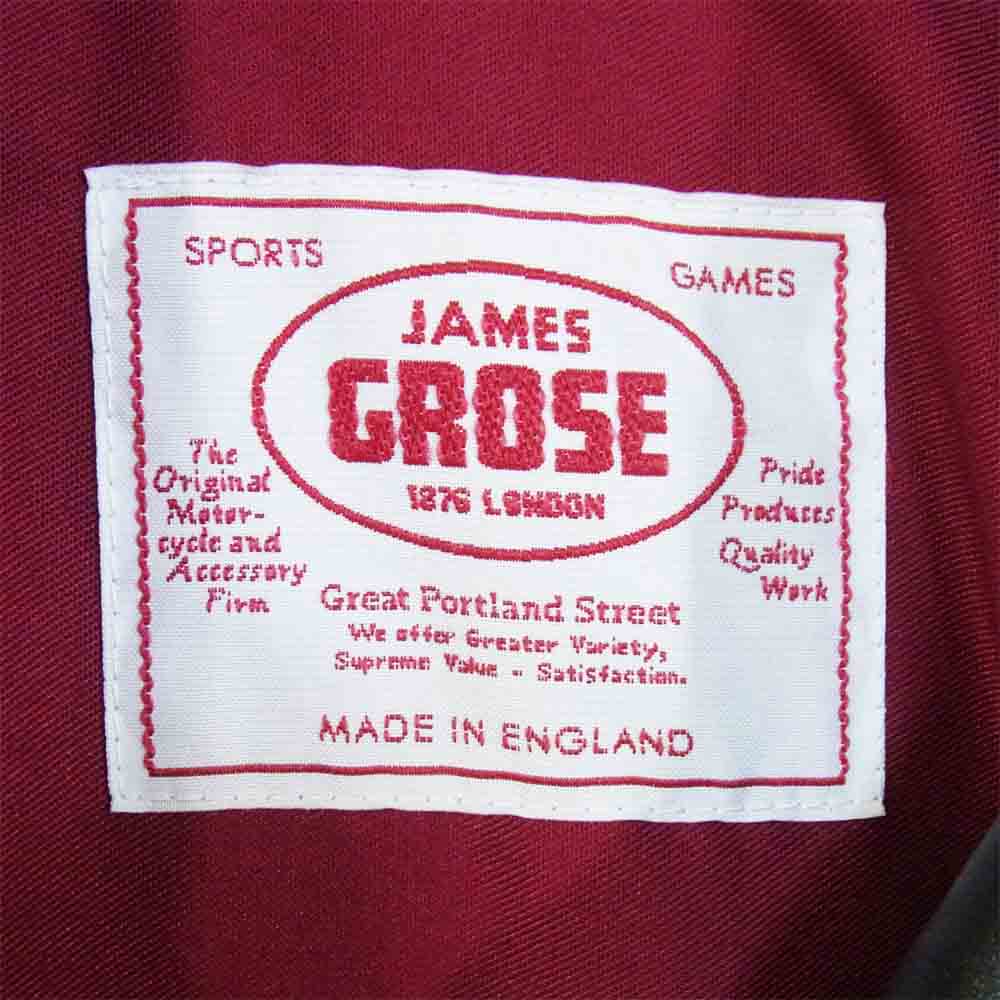 SPORTS
GAMES
JAMES
GROSE
1876 LONDON
The
Original
Motor-
cycle and
Accessory
Firm
Pride
Produces
Quality
Work
Great Portland Street
We offer Greater Variety,
Supreme Value - Satisfaction.
MADE IN ENGLAND